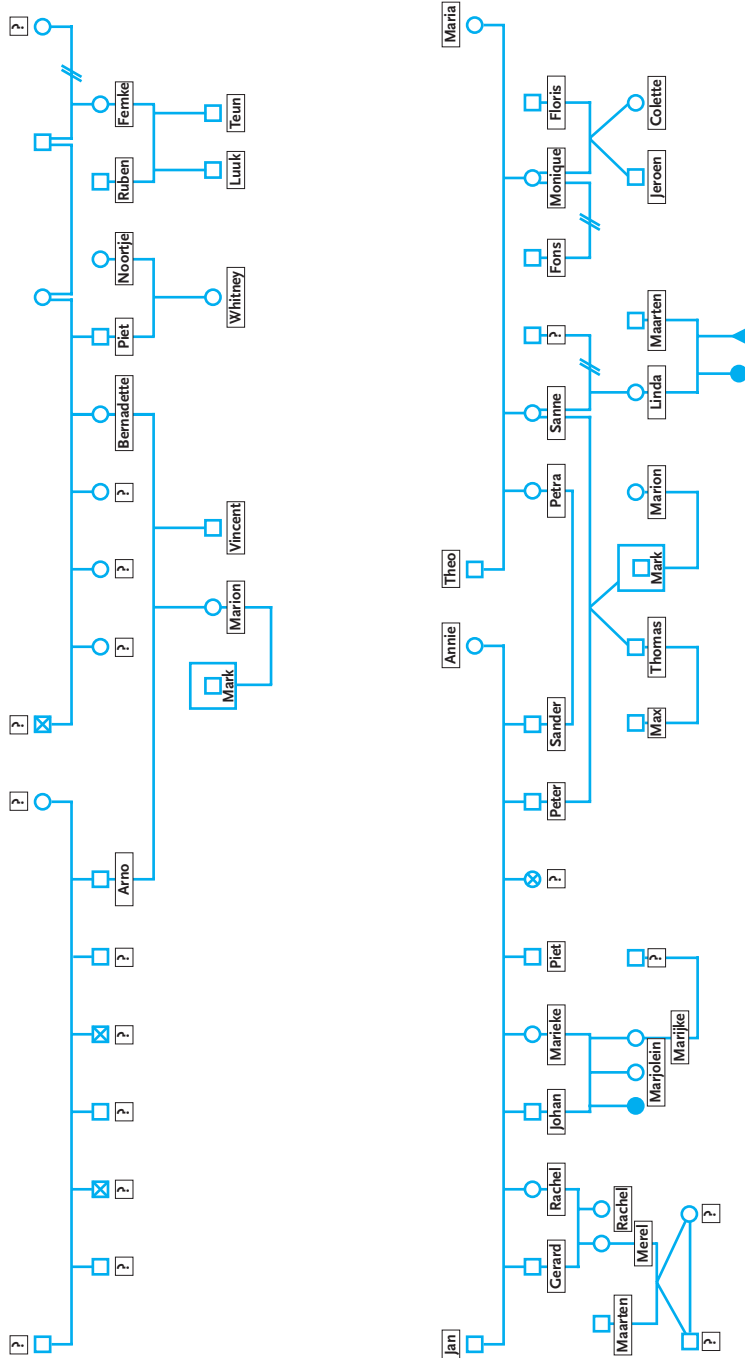 ?
?
?
?
?
?
?
?
?
Arno
?
?
?
Bernadette
Piet
Noortje
Ruben
Femke
Mark
Marion
Vincent
Whitney
Luuk
Teun
Jan
Annie
Theo
Maria
Gerard
Rachel
Johan
Marieke
Piet
?
Peter
Sander
Petra
Sanne
?
Fons
Monique
Floris
Maarten
Merel
Rachel
Marjolein
Marijke
?
Max
Thomas
Mark
Marion
Linda
Maarten
Jeroen
Colette
?
?